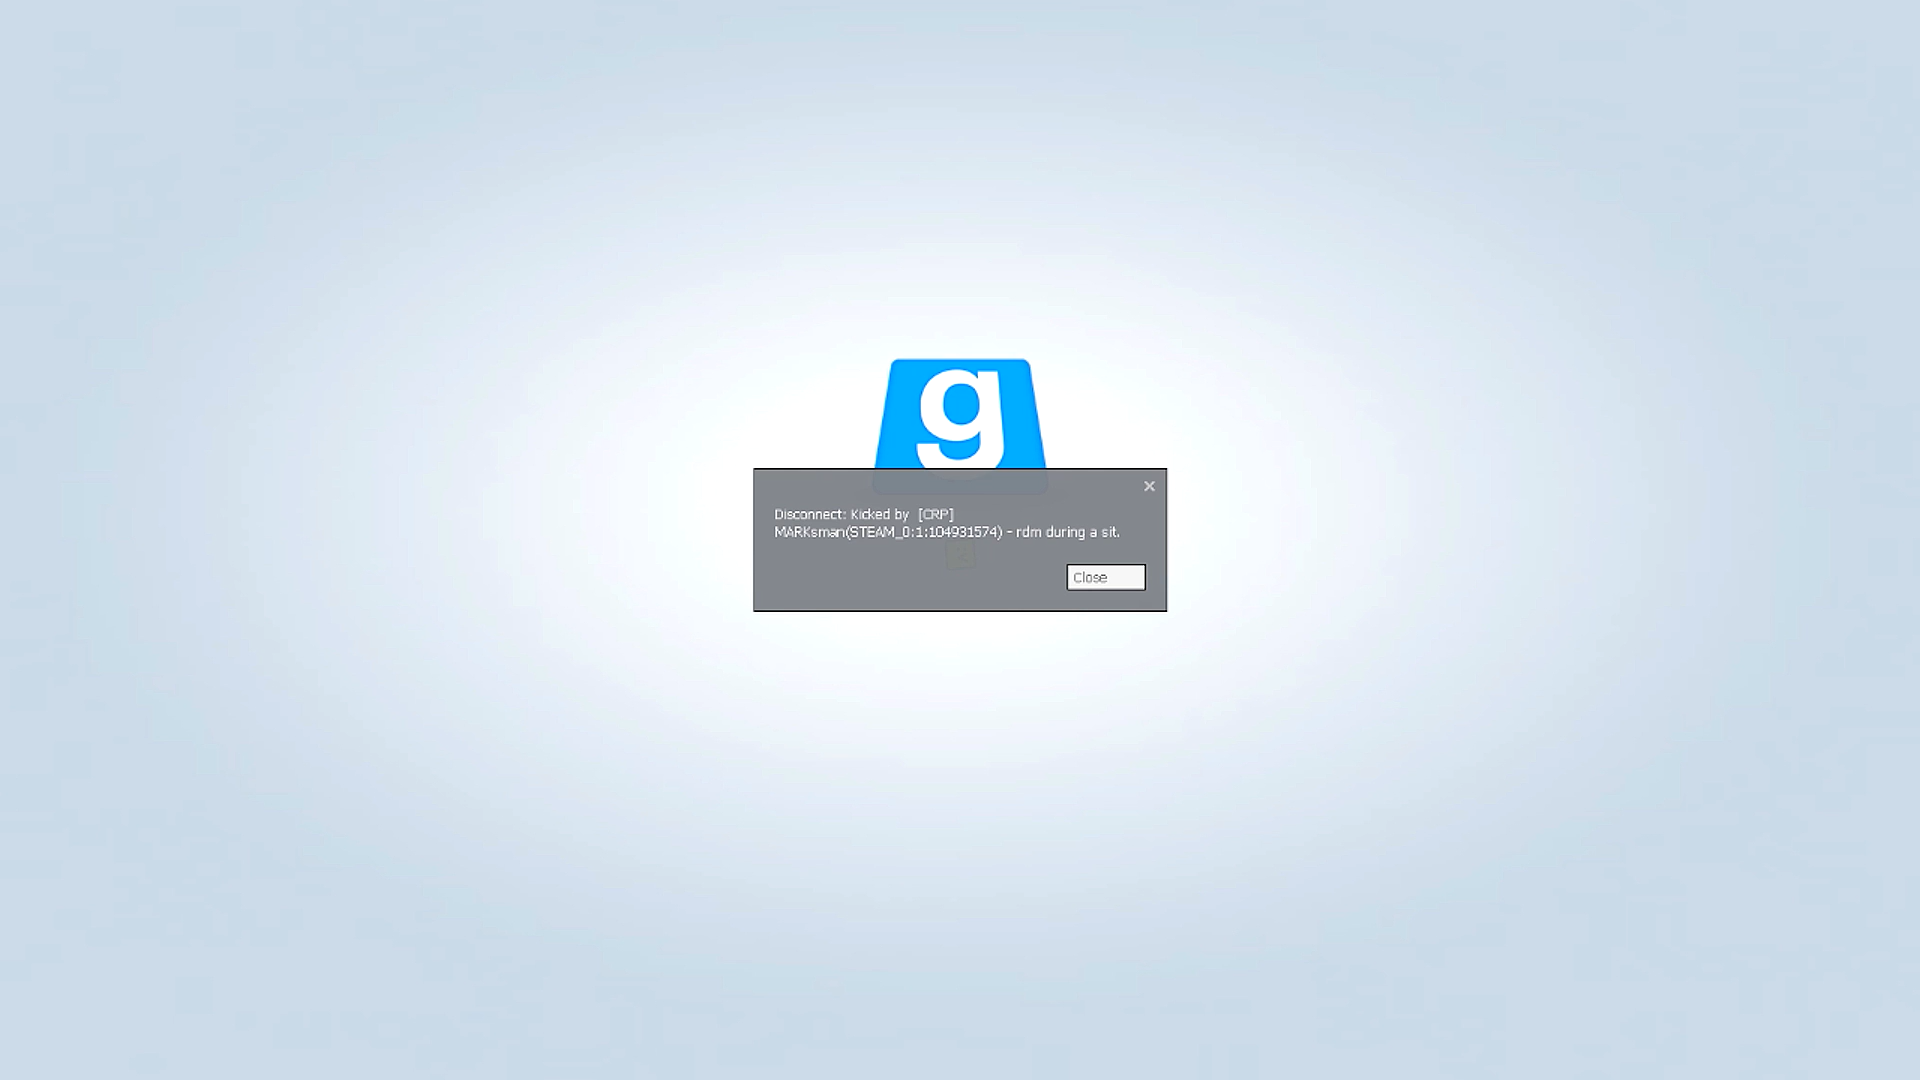 g
Disconnect: Kicked by [CRP]
MARKsman(STEAM_0:1:104931574) - rdm during a sit.
Close